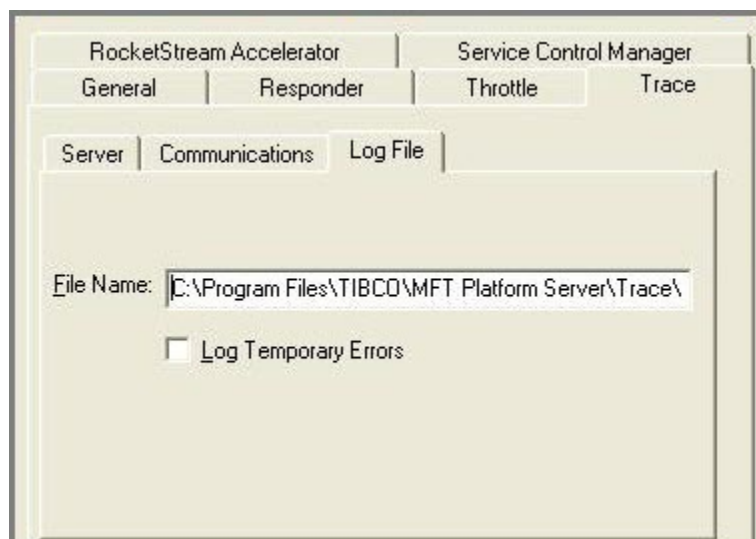 RocketStream Accelerator Service Control Manager
General Responder Throttle Trace
Server Communications Log File
File Name: C:\Program Files\TIBCO\MFT Platform Server\Trace\
Log Temporary Errors